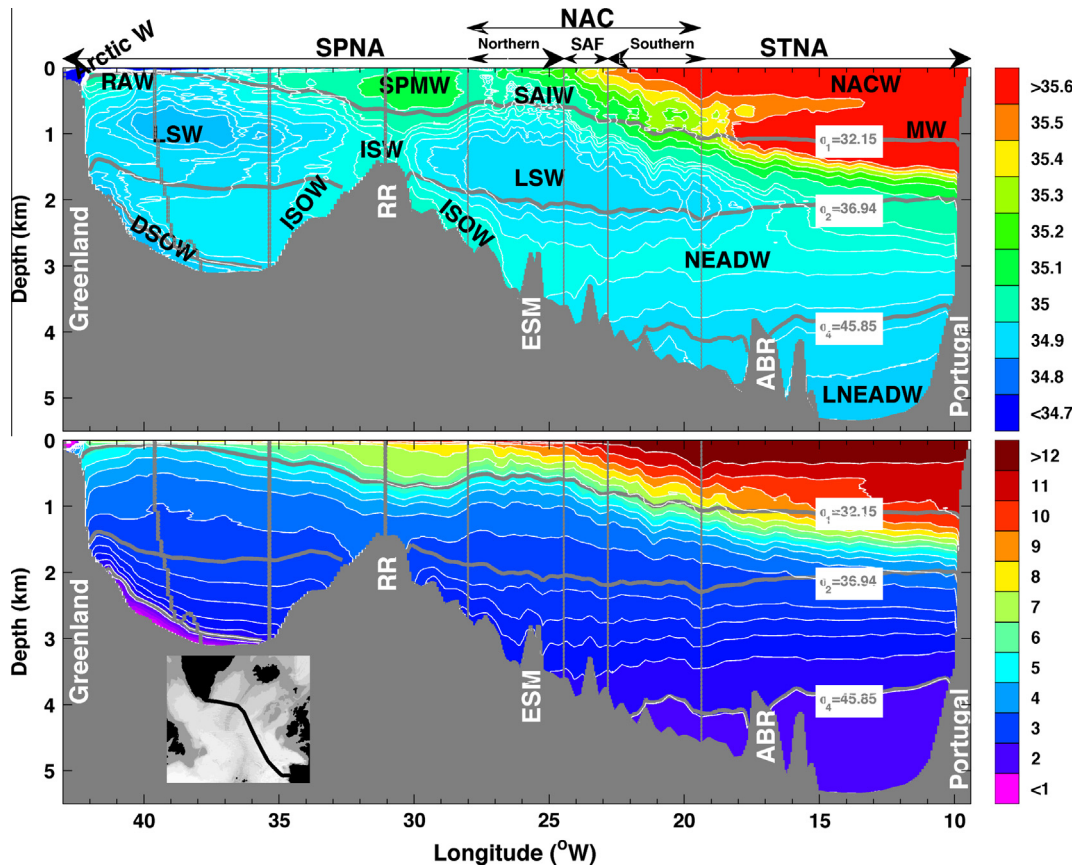 NAC
SPNA Northern SAF Southern STNA
Arctic W
0
1
2
3
4
5
Depth (km)
RAW
SPMW
SAIW
NACW
LSW
ISW
LSW
MW
σ1=32.15
σ2=36.94
σ4=45.85
DSOW
ISOW
ISOW
NEADW
LNEADW
Greenland
RR
ESM
ABR
Portugal
>35.6
35.5
35.4
35.3
35.2
35.1
35
34.9
34.8
<34.7
0
1
2
3
4
5
Depth (km)
σ1=32.15
σ2=36.94
σ4=45.85
Greenland
RR
ESM
ABR
Portugal
>12
11
10
9
8
7
6
5
4
3
2
<1
40 35 30 25 20 15 10
Longitude (°W)